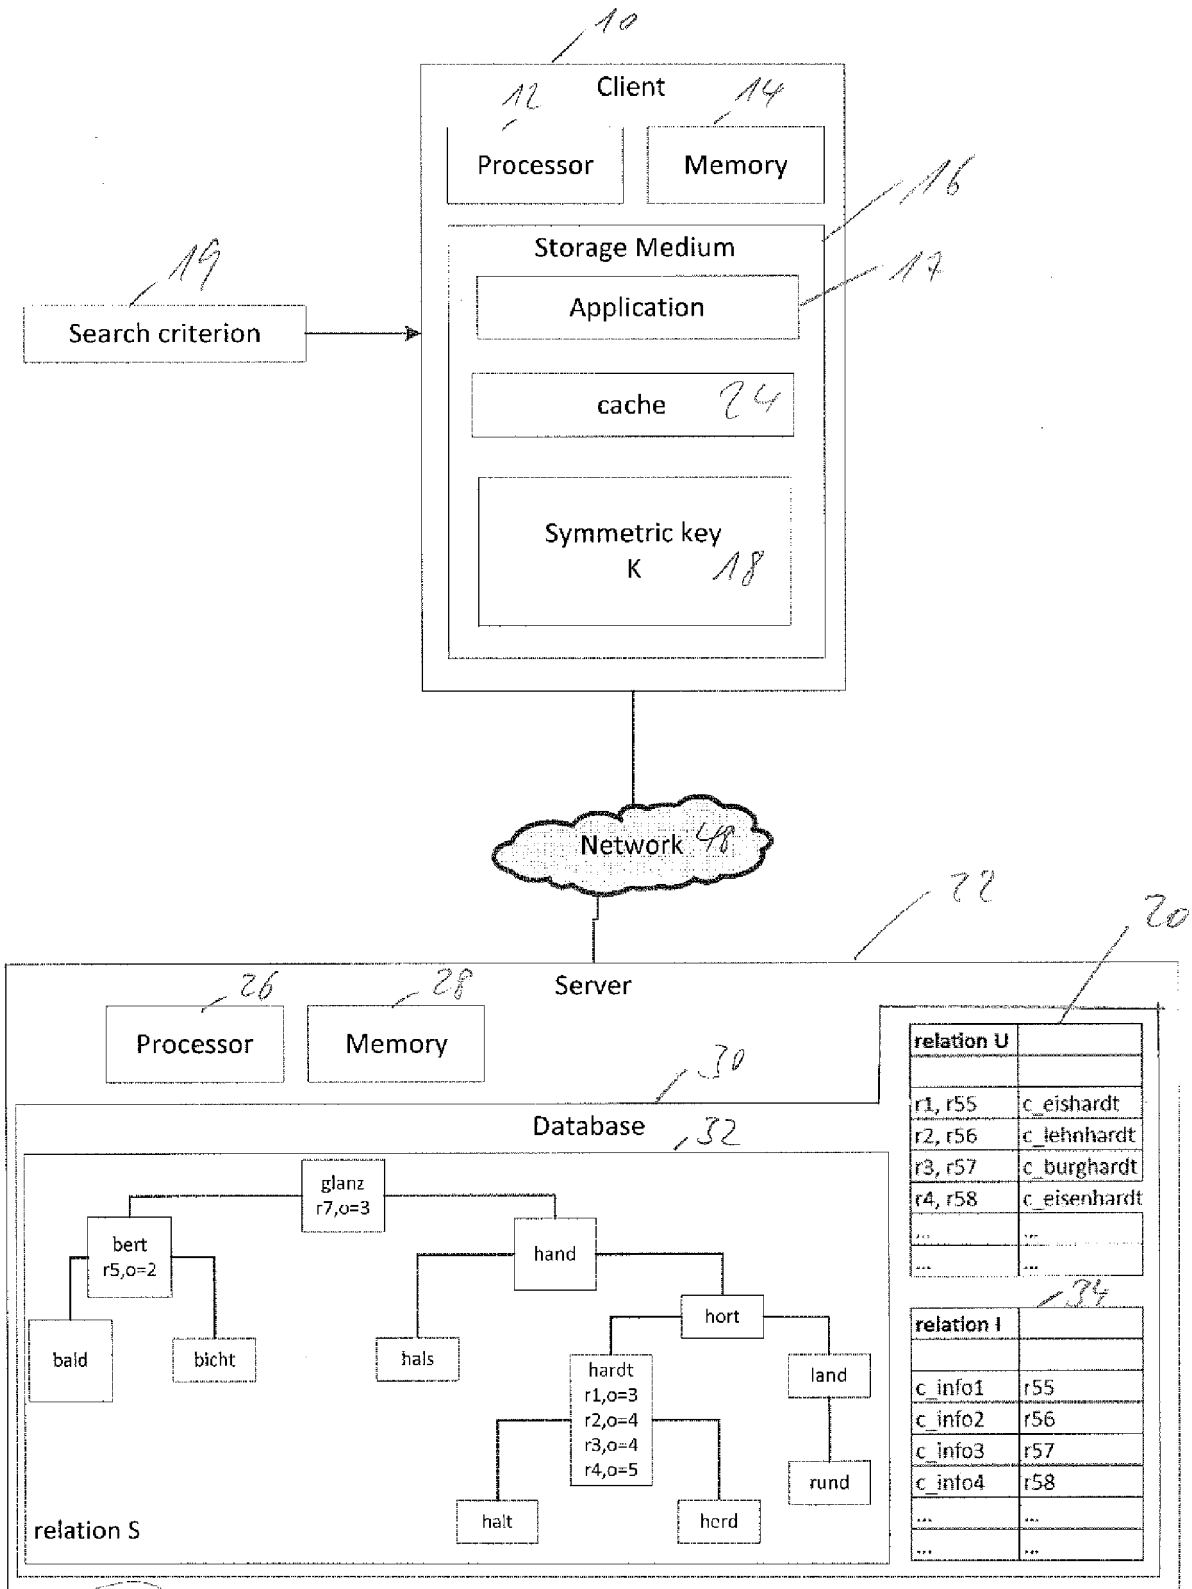 10
Client
12
14
Processor
Memory
16
Storage Medium
17
Application
19
Search criterion
cache 24
Symmetric key
K 18
Network 48
22
20
Server
26
28
Processor
Memory
30
Database
32
relation U
r1, r55 c_eishardt
r2, r56 c_lehnhardt
r3, r57 c_burghardt
r4, r58 c_eisenhardt
... ...
... ...
glanz
r7,o=3
bert
r5,o=2
hand
bald
bicht
hals
hort
hardt
r1,o=3
r2,o=4
r3,o=4
r4,o=5
land
halt
herd
rund
relation S
34
relation I
c_info1 r55
c_info2 r56
c_info3 r57
c_info4 r58
... ...
... ...